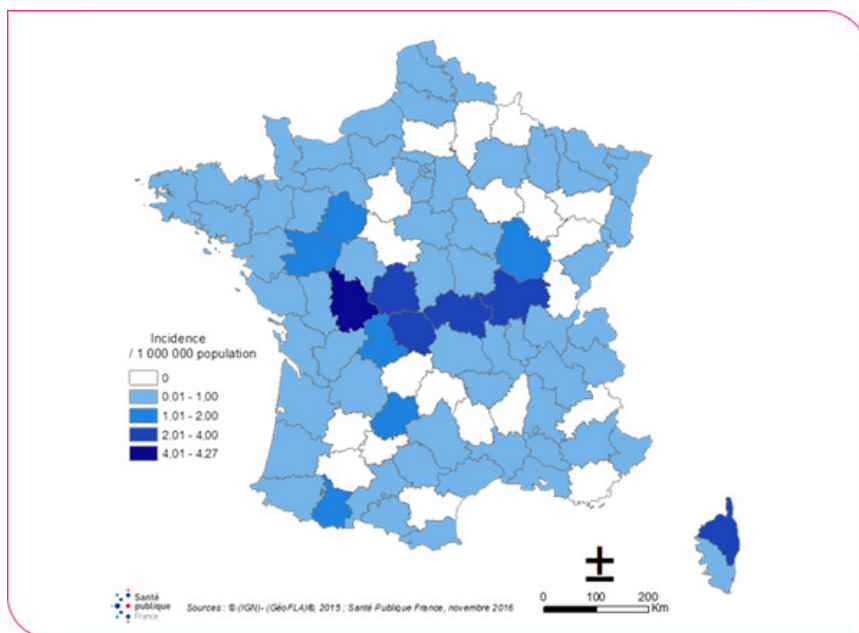 Incidence
/ 1 000 000 population
0
0,01 - 1,00
1,01 - 2,00
2,01 - 4,00
4,01 - 4,27
±
0 100 200
Km
Santé
publique
France
Sources : © (IGN)- (GéoFLA)®, 2015 ; Santé Publique France, novembre 2016